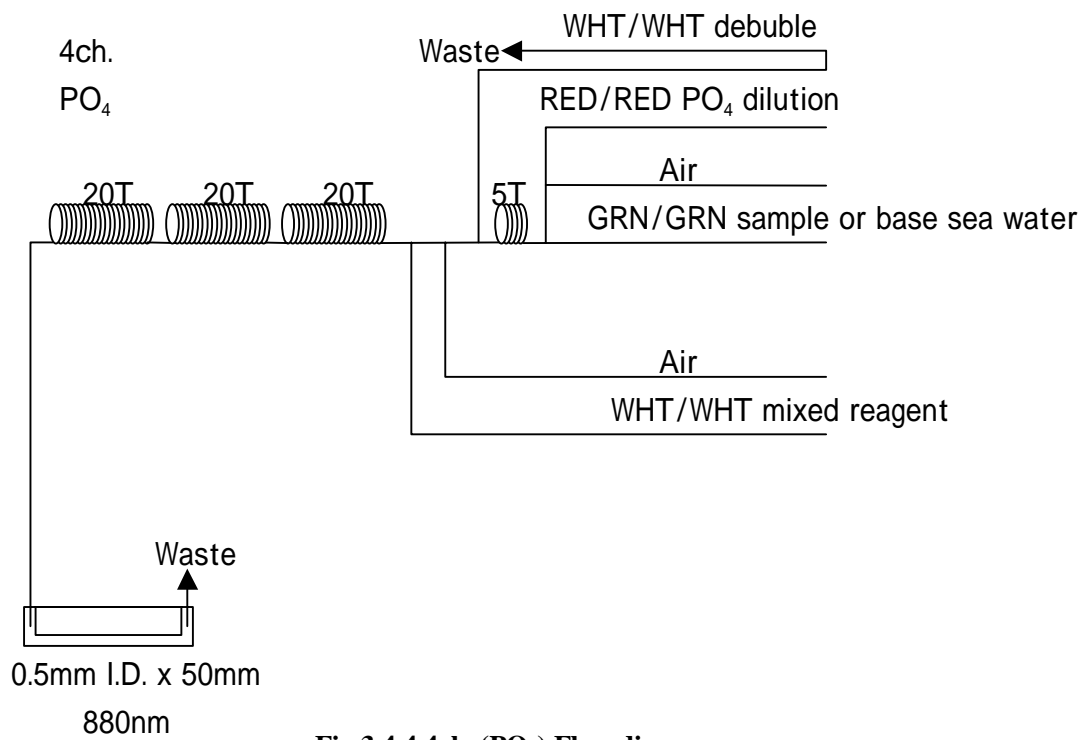 4ch.
PO₄
WHT/WHT debuble
Waste
RED/RED PO₄ dilution
Air
20T 20T 20T 5T
GRN/GRN sample or base sea water
Air
WHT/WHT mixed reagent
Waste
0.5mm I.D. x 50mm
880nm